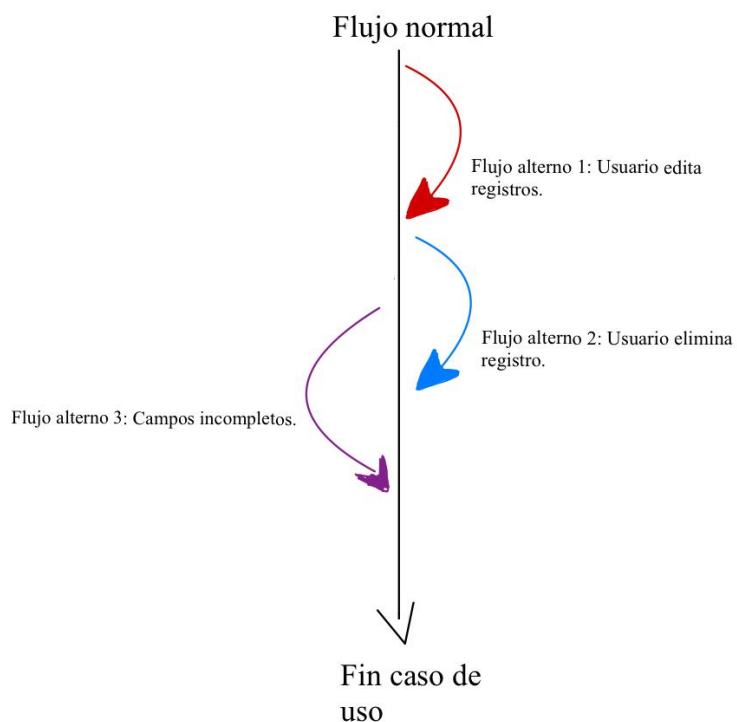 Flujo normal
Flujo alterno 1: Usuario edita
registros.
Flujo alterno 2: Usuario elimina
registro.
Flujo alterno 3: Campos incompletos.
Fin caso de
uso